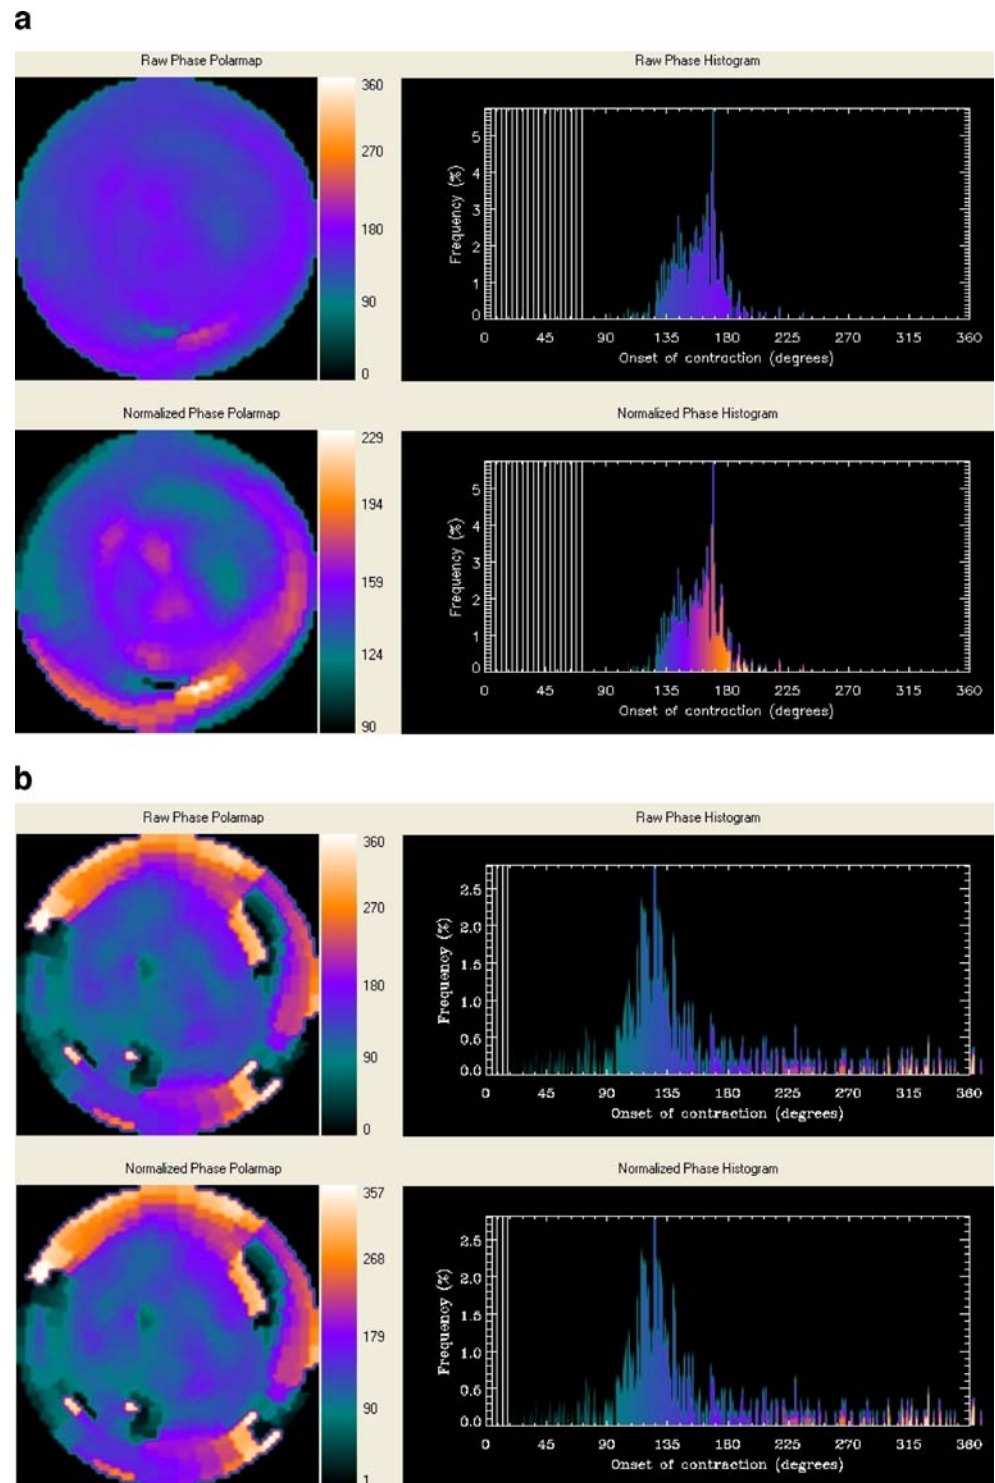 a
Raw Phase Polarmap
Raw Phase Histogram
360
270
180
90
0
Frequency (%)
5
4
3
2
1
0
0 45 90 135 180 225 270 315 360
Onset of contraction (degrees)
Normalized Phase Polarmap
Normalized Phase Histogram
229
194
159
124
90
Frequency (%)
5
4
3
2
1
0
0 45 90 135 180 225 270 315 360
Onset of contraction (degrees)
b
Raw Phase Polarmap
Raw Phase Histogram
360
270
180
90
0
Frequency (%)
2.5
2.0
1.5
1.0
0.5
0.0
0 45 90 135 180 225 270 315 360
Onset of contraction (degrees)
Normalized Phase Polarmap
Normalized Phase Histogram
357
268
179
90
1
Frequency (%)
2.5
2.0
1.5
1.0
0.5
0.0
0 45 90 135 180 225 270 315 360
Onset of contraction (degrees)